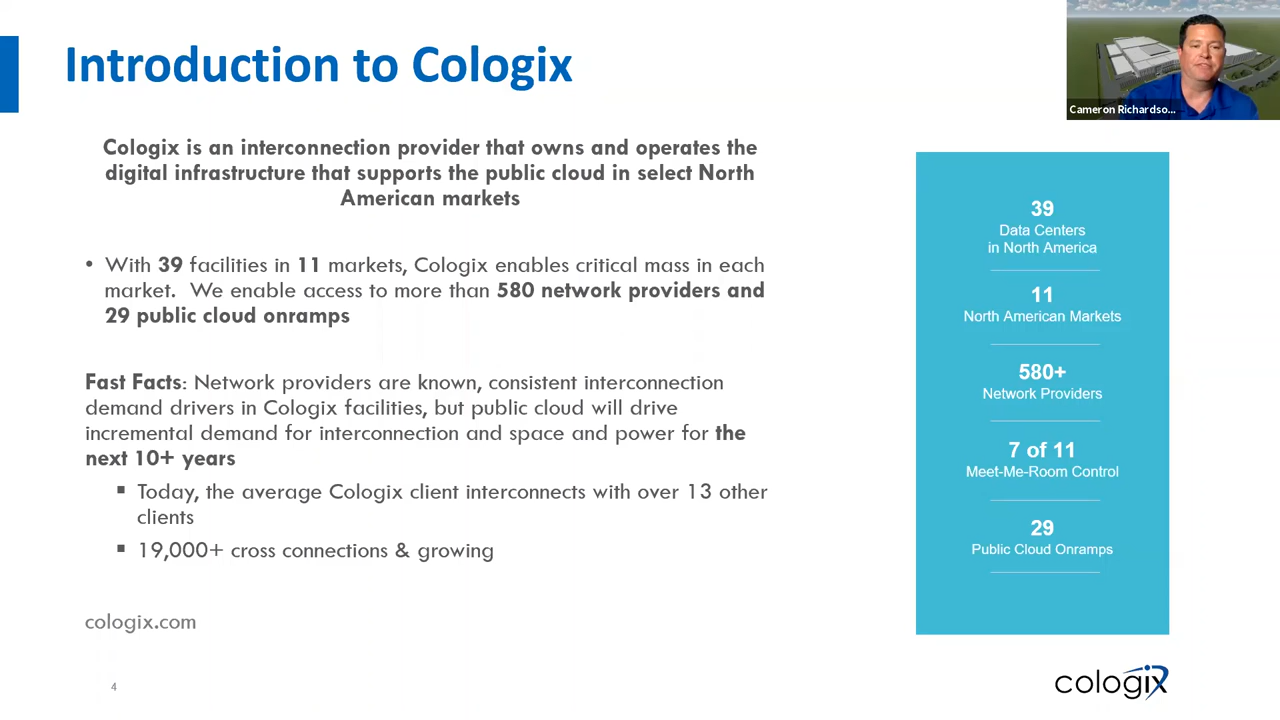 Introduction to Cologix
Cameron Richardso...
Cologix is an interconnection provider that owns and operates the
digital infrastructure that supports the public cloud in select North
American markets
• With 39 facilities in 11 markets, Cologix enables critical mass in each
market. We enable access to more than 580 network providers and
29 public cloud onramps
Fast Facts: Network providers are known, consistent interconnection
demand drivers in Cologix facilities, but public cloud will drive
incremental demand for interconnection and space and power for the
next 10+ years
▪ Today, the average Cologix client interconnects with over 13 other
clients
▪ 19,000+ cross connections & growing
cologix.com
39
Data Centers
in North America
11
North American Markets
580+
Network Providers
7 of 11
Meet-Me-Room Control
29
Public Cloud Onramps
4
cologix